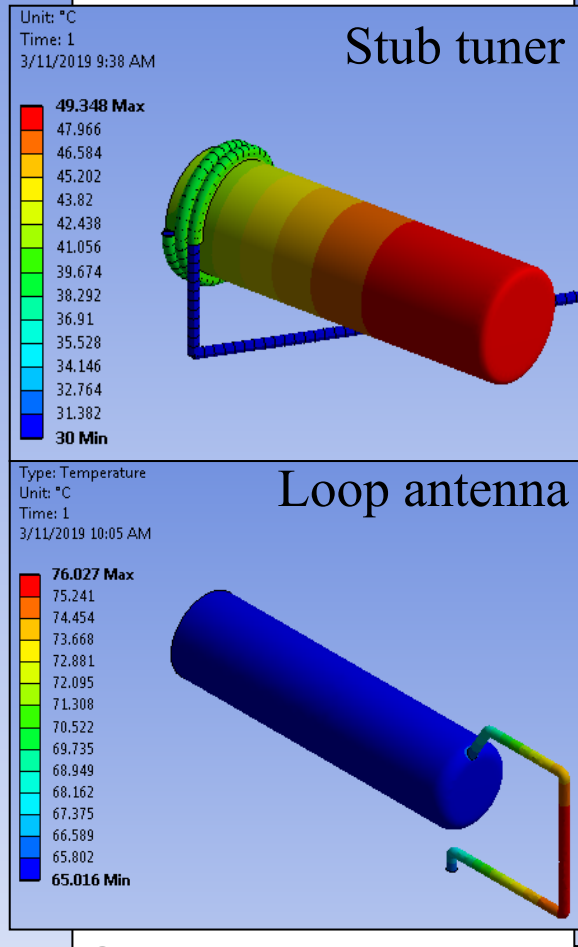 Unit: °C
Time: 1
3/11/2019 9:38 AM
Stub tuner
49.348 Max
47.966
46.584
45.202
43.82
42.438
41.056
39.674
38.292
36.91
35.528
34.146
32.764
31.382
30 Min
Type: Temperature
Unit: °C
Time: 1
3/11/2019 10:05 AM
Loop antenna
76.027 Max
75.241
74.454
73.668
72.881
72.095
71.308
70.522
69.735
68.949
68.162
67.375
66.589
65.802
65.016 Min